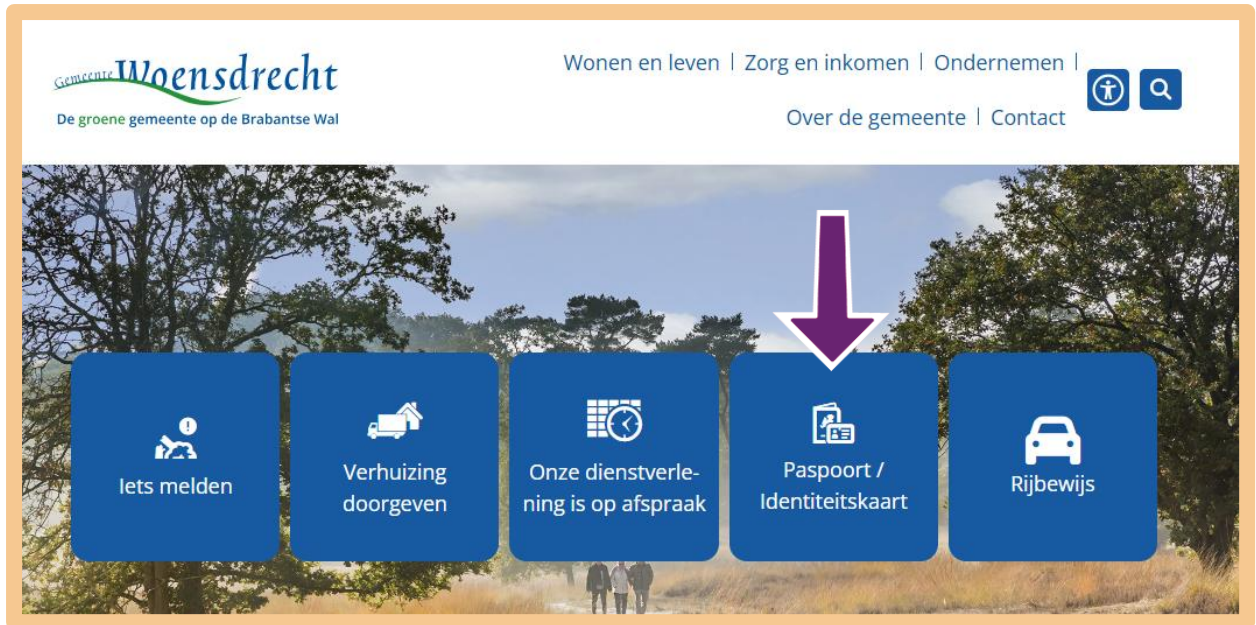 Gemeente Woensdrecht
De groene gemeente op de Brabantse Wal
Wonen en leven | Zorg en inkomen | Ondernemen |
Over de gemeente | Contact
Iets melden
Verhuizing
doorgeven
Onze dienstverle-
ning is op afspraak
Paspoort /
Identiteitskaart
Rijbewijs